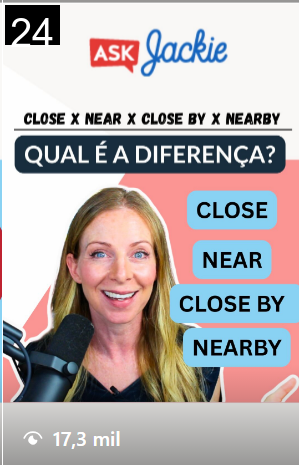 24
ASK Jackie
CLOSE X NEAR X CLOSE BY X NEARBY
QUAL É A DIFERENÇA?
CLOSE
NEAR
CLOSE BY
NEARBY
17,3 mil